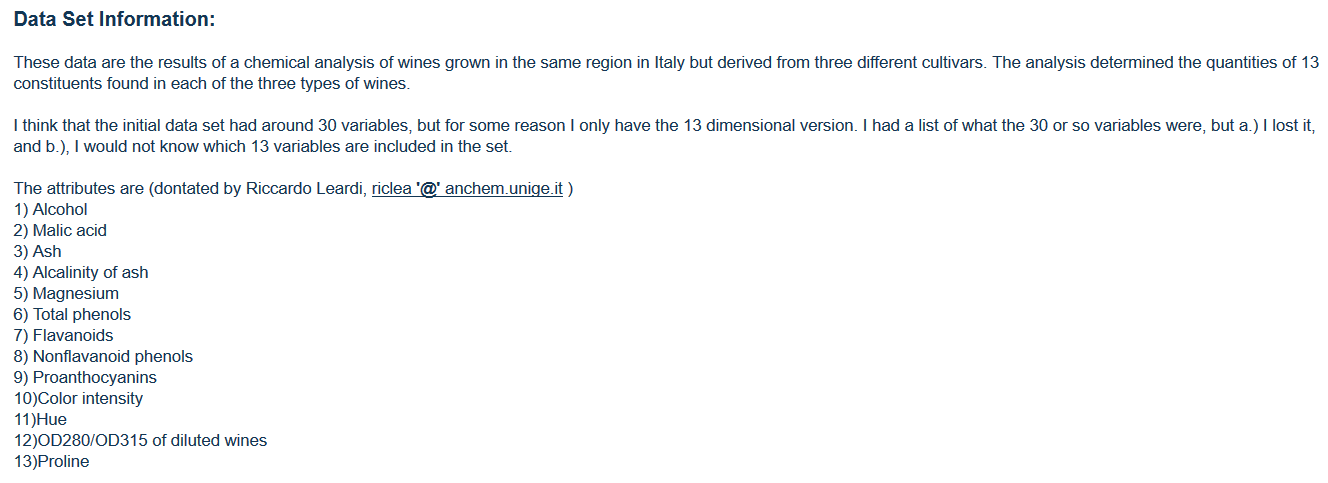 Data Set Information:
These data are the results of a chemical analysis of wines grown in the same region in Italy but derived from three different cultivars. The analysis determined the quantities of 13
constituents found in each of the three types of wines.
I think that the initial data set had around 30 variables, but for some reason I only have the 13 dimensional version. I had a list of what the 30 or so variables were, but a.) I lost it,
and b.), I would not know which 13 variables are included in the set.
The attributes are (dontated by Riccardo Leardi, riclea '@' anchem.unige.it )
1) Alcohol
2) Malic acid
3) Ash
4) Alcalinity of ash
5) Magnesium
6) Total phenols
7) Flavanoids
8) Nonflavanoid phenols
9) Proanthocyanins
10)Color intensity
11)Hue
12)OD280/OD315 of diluted wines
13)Proline